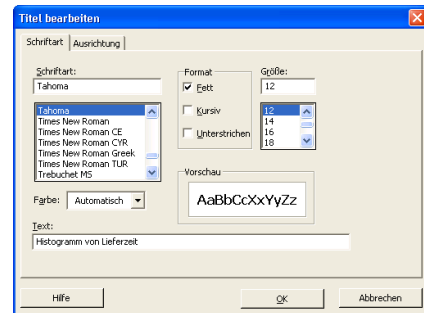 Titel bearbeiten
Schriftart Ausrichtung
Schriftart:
Tahoma
Tahoma
Times New Roman
Times New Roman CE
Times New Roman CYR
Times New Roman Greek
Times New Roman TUR
Trebuchet MS
Format
Fett
Kursiv
Unterstrichen
Größe:
12
12
14
16
18
Farbe: Automatisch
Vorschau
AaBbCcXxYyZz
Text:
Histogramm von Lieferzeit
Hilfe OK Abbrechen